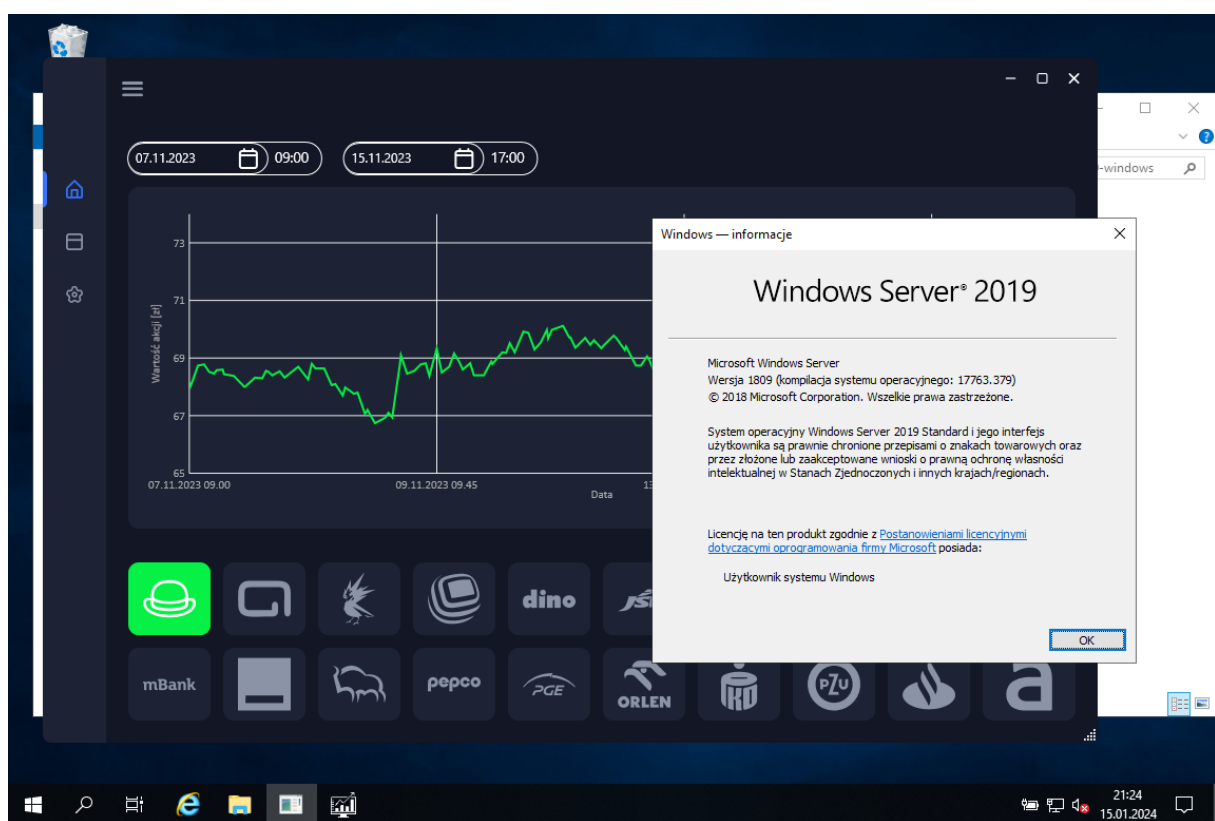 07.11.2023
09:00
15.11.2023
17:00
-windows
73
71
69
67
65
Wartość akcji [zł]
07.11.2023 09.00
09.11.2023 09.45
Data
Windows — informacje
Windows Server® 2019
Microsoft Windows Server
Wersja 1809 (kompilacja systemu operacyjnego: 17763.379)
© 2018 Microsoft Corporation. Wszelkie prawa zastrzeżone.
System operacyjny Windows Server 2019 Standard i jego interfejs
użytkownika są prawnie chronione przepisami o znakach towarowych oraz
przez złożone lub zaakceptowane wnioski o prawną ochronę własności
intelektualnej w Stanach Zjednoczonych i innych krajach/regionach.
Licencję na ten produkt zgodnie z Postanowieniami licencyjnymi
dotyczącymi oprogramowania firmy Microsoft posiada:
Użytkownik systemu Windows
OK
dino
mBank
pepco
PGE
ORLEN
PZU
a
21:24
15.01.2024